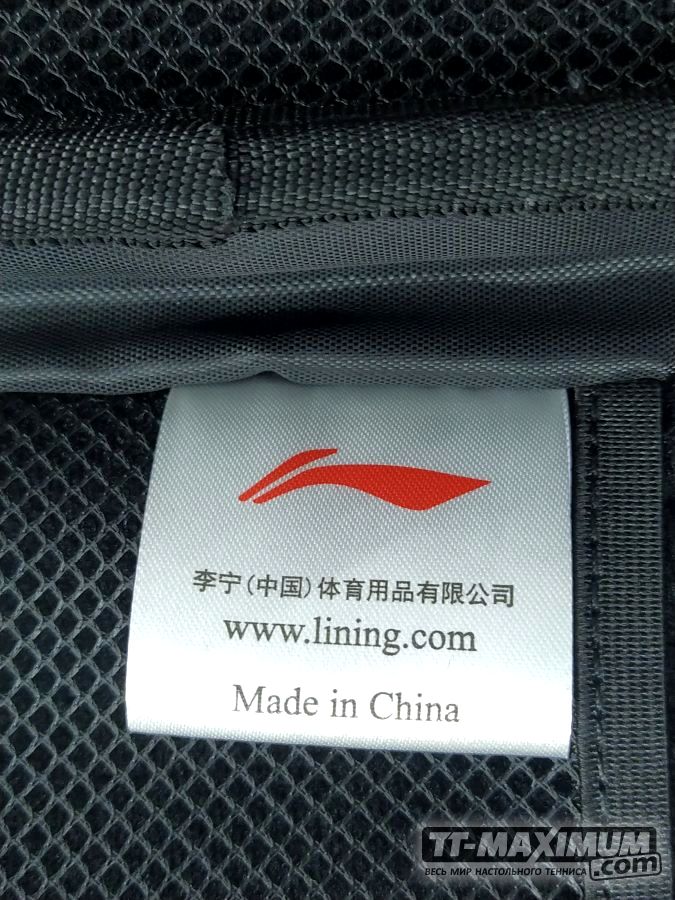 李宁(中国)体育用品有限公司
www.lining.com
Made in China
TT-MAXIMUM
.com
ВЕСЬ МИР НАСТОЛЬНОГО ТЕННИСА